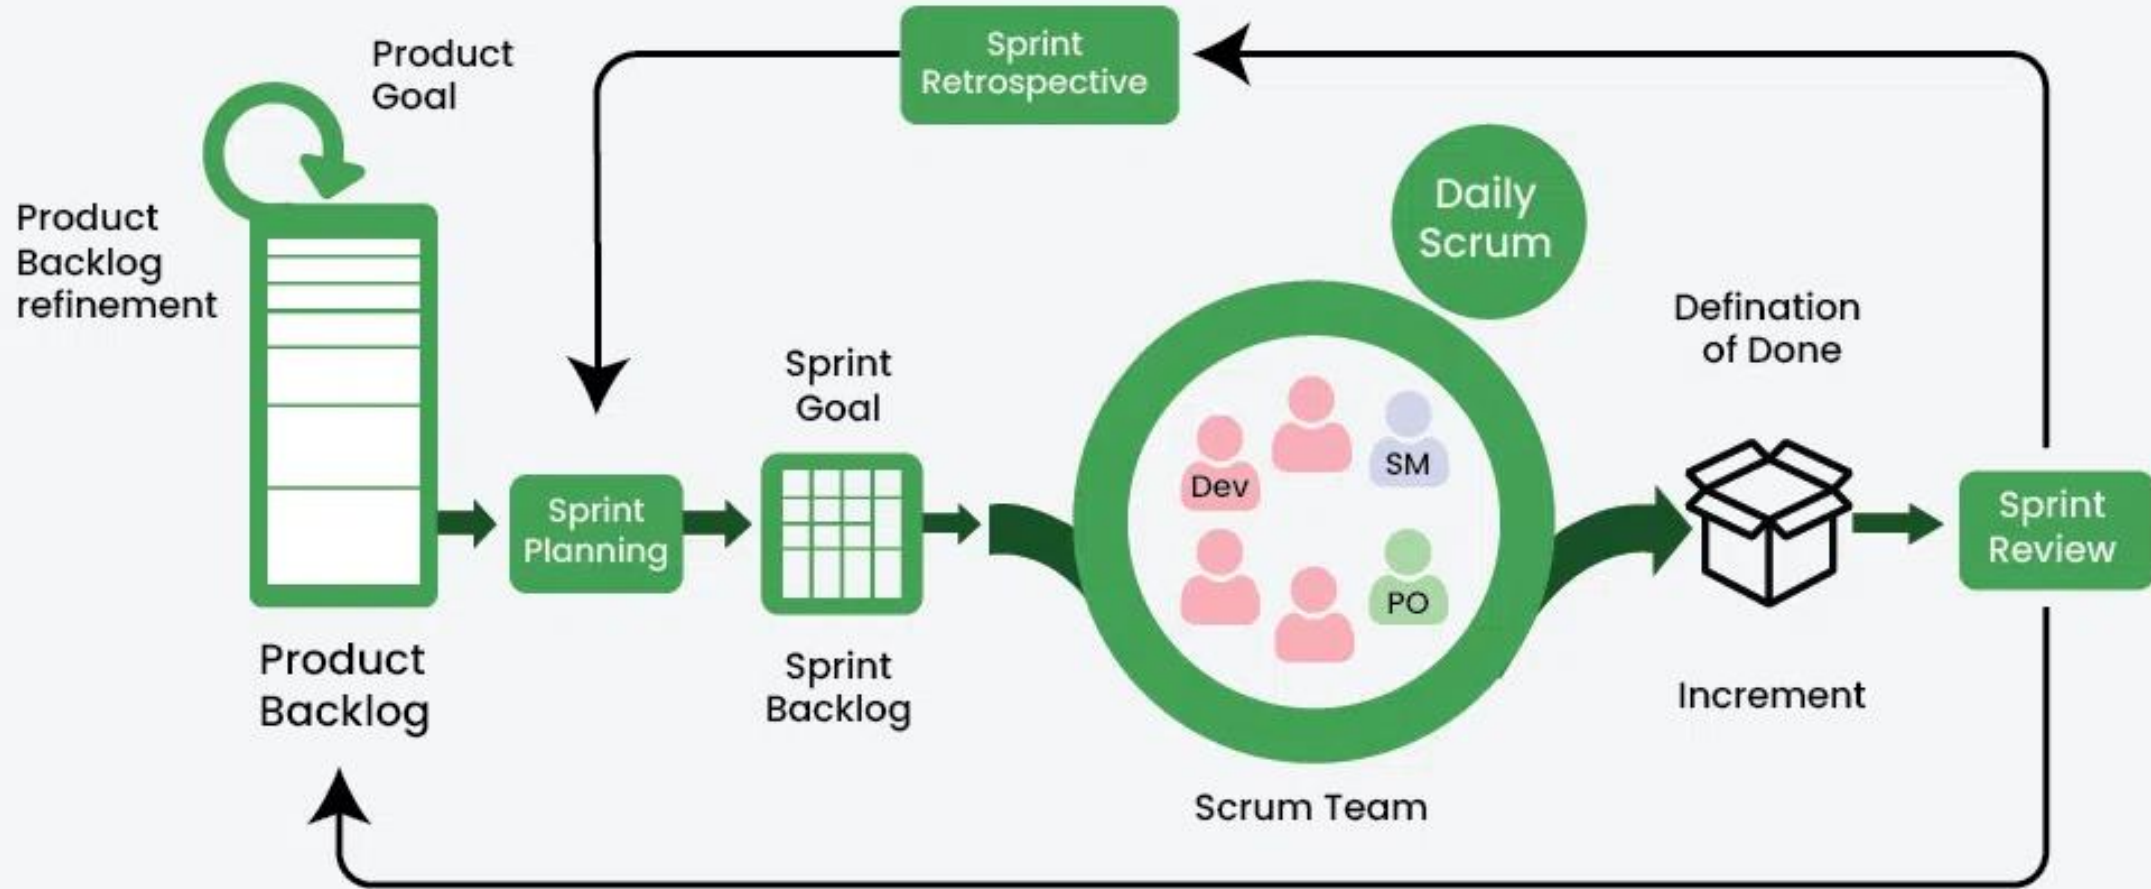 Product
Goal
Product
Backlog
refinement
Product
Backlog
Sprint
Retrospective
Sprint
Planning
Sprint
Goal
Sprint
Backlog
Daily
Scrum
Dev
SM
PO
Scrum Team
Defination
of Done
Increment
Sprint
Review